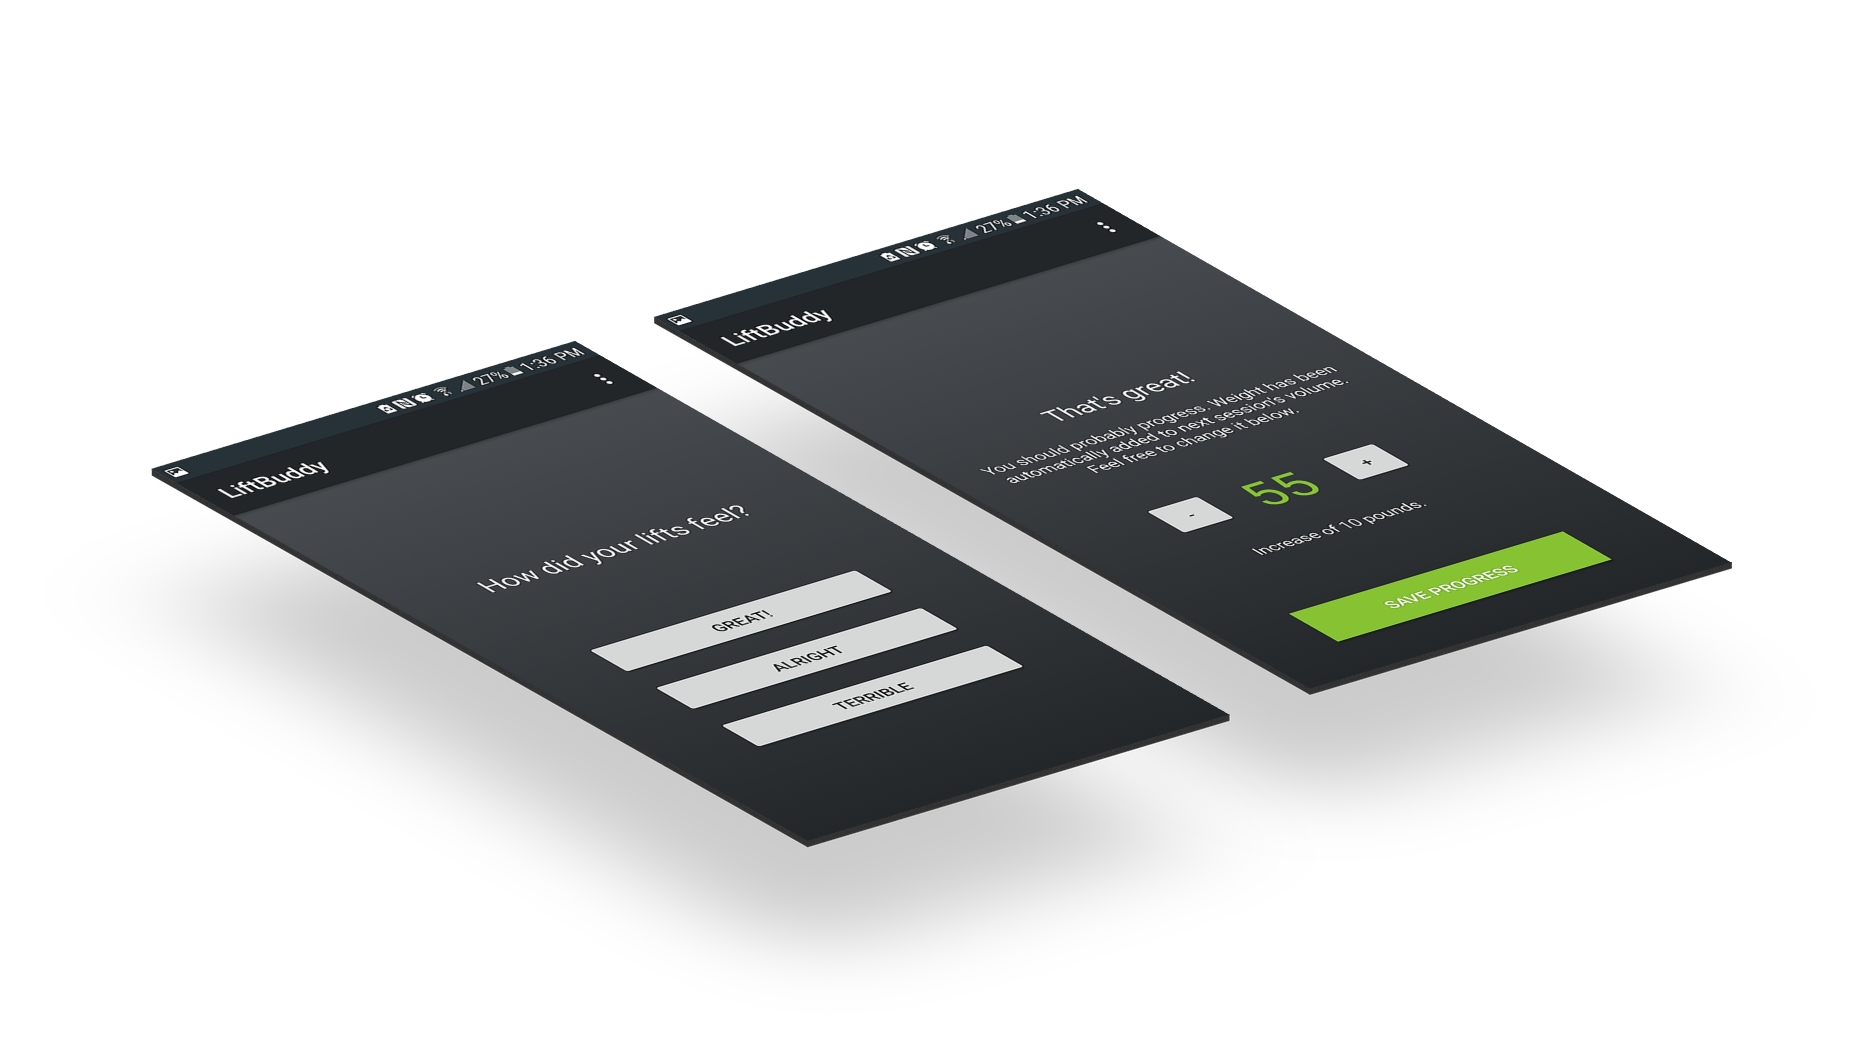 27% 1:36 PM
LiftBuddy
How did your lifts feel?
GREAT!
ALRIGHT
TERRIBLE
27% 1:36 PM
LiftBuddy
That's great!
You should probably progress. Weight has been
automatically added to next session's volume.
Feel free to change it below.
- 55 +
Increase of 10 pounds.
SAVE PROGRESS